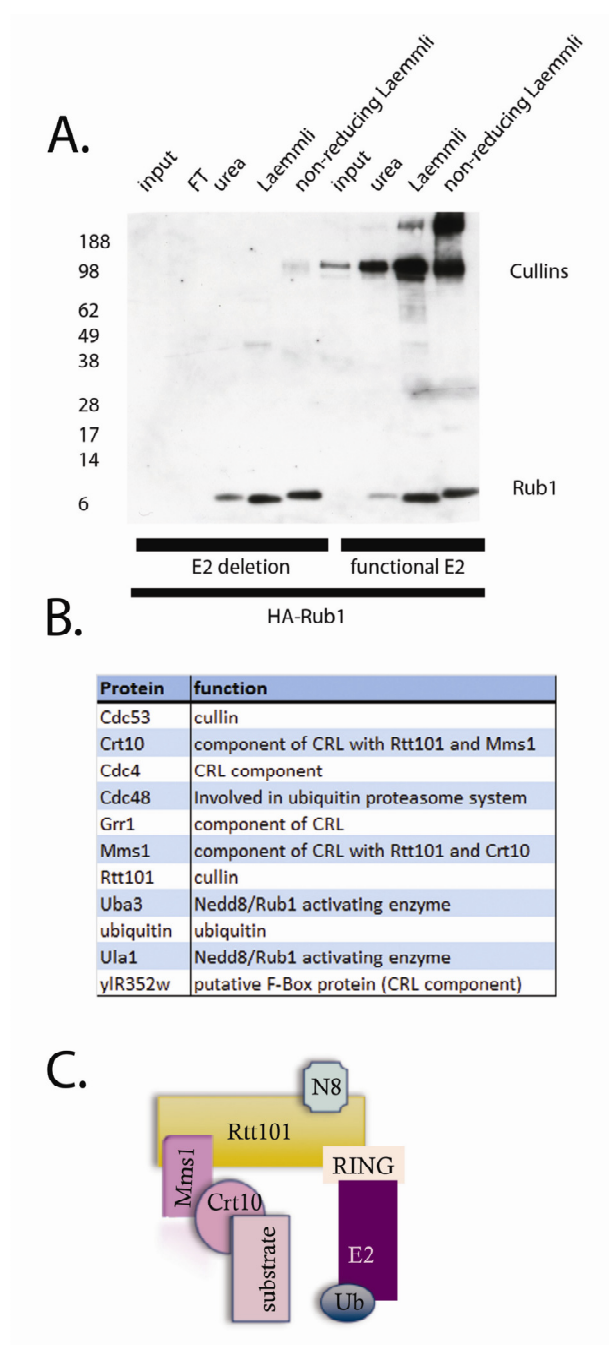 A.
input
FT
urea
Laemmli
non-reducing Laemmli
input
urea
Laemmli
non-reducing Laemmli
188
98
62
49
38
28
17
14
6
Cullins
Rub1
E2 deletion
functional E2
HA-Rub1
B.
Protein function
Cdc53 cullin
Crt10 component of CRL with Rtt101 and Mms1
Cdc4 CRL component
Cdc48 Involved in ubiquitin proteasome system
Grr1 component of CRL
Mms1 component of CRL with Rtt101 and Crt10
Rtt101 cullin
Uba3 Nedd8/Rub1 activating enzyme
ubiquitin ubiquitin
Ula1 Nedd8/Rub1 activating enzyme
ylR352w putative F-Box protein (CRL component)
C.
N8
Rtt101
Mms1
RING
Crt10
substrate
E2
Ub